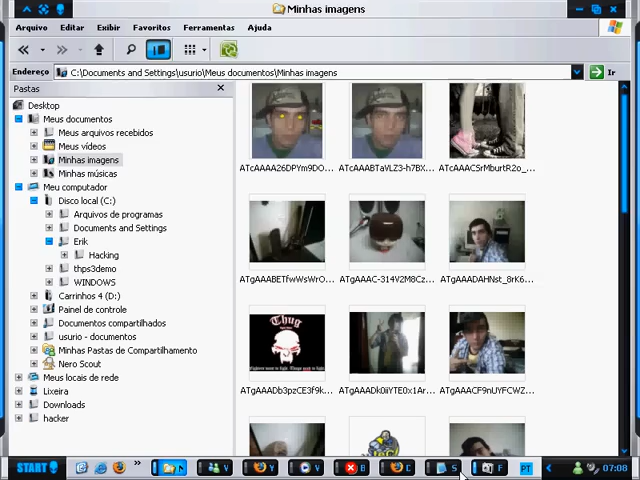 Minhas imagens
Arquivo Editar Exibir Favoritos Ferramentas Ajuda
Endereço C:\Documents and Settings\usurio\Meus documentos\Minhas imagens Ir
Pastas
Desktop
Meus documentos
Meus arquivos recebidos
Meus vídeos
Minhas imagens
Minhas músicas
Meu computador
Disco local (C:)
Arquivos de programas
Documents and Settings
Erik
Hacking
thps3demo
WINDOWS
Carrinhos 4 (D:)
Painel de controle
Documentos compartilhados
usurio - documentos
Minhas Pastas de Compartilhamento
Nero Scout
Meus locais de rede
Lixeira
Downloads
hacker
ATcAAAA26DPYm9DO... ATcAAABTaVLZ3-h7BX... ATcAAACSrMburtR2o_...
ATgAAABETfwWsWrO... ATgAAAC-314V2M8Cz... ATgAAADAHNst_8rK6...
Thug
ATgAAADb3pzCE3f9k... ATgAAADk0iiYTE0x1Ar... ATgAAACF9nUYFCWZ...
START V Y V B C S F PT 07:08